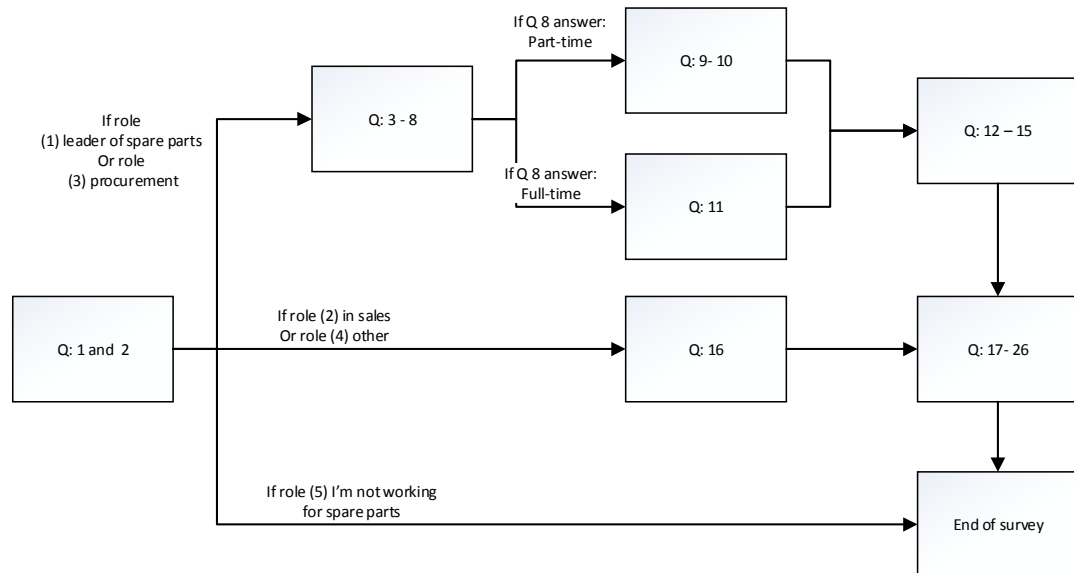 If Q 8 answer:
Part-time
Q: 9- 10
If role
(1) leader of spare parts
Or role
(3) procurement
Q: 3 - 8
Q: 12 – 15
If Q 8 answer:
Full-time
Q: 11
Q: 1 and  2
If role (2) in sales
Or role (4) other
Q: 16
Q: 17- 26
If role (5) I’m not working
for spare parts
End of survey